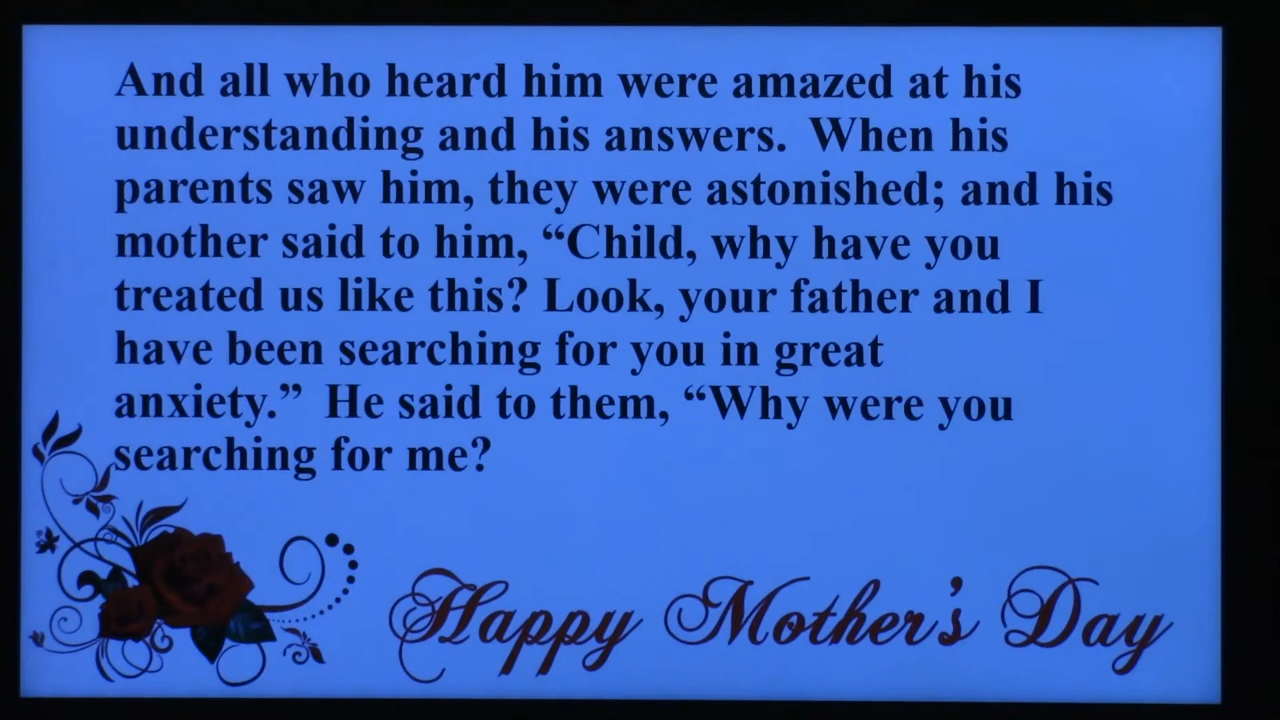 And all who heard him were amazed at his
understanding and his answers.  When his
parents saw him, they were astonished; and his
mother said to him, “Child, why have you
treated us like this? Look, your father and I
have been searching for you in great
anxiety.”  He said to them, “Why were you
searching for me?
Happy Mother's Day